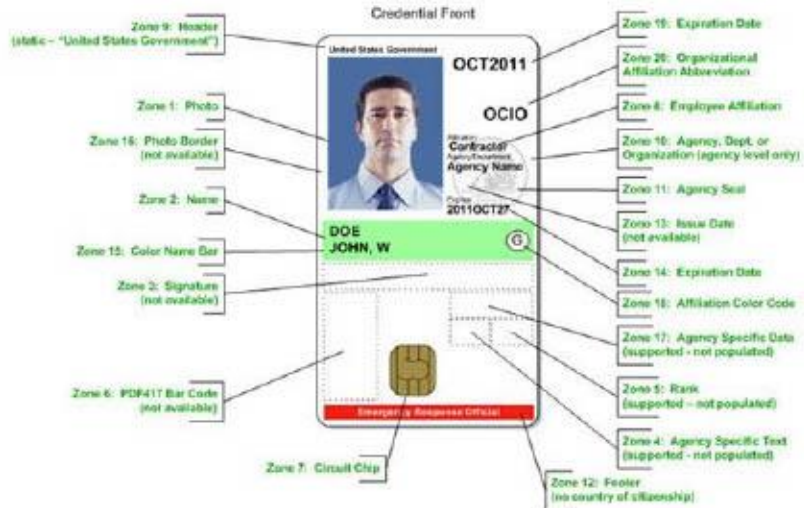 Credential Front
Zone 9: Header
(static – "United States Government")
Zone 1: Photo
Zone 16: Photo Border
(not available)
Zone 2: Name
Zone 15: Color Name Bar
Zone 3: Signature
(not available)
Zone 6: PDF417 Bar Code
(not available)
Zone 7: Circuit Chip
United States Government
OCT2011
OCIO
Affiliation
Contractor
Agency/Department
Agency Name
Expires
2011OCT27
DOE
JOHN, W
G
Emergency Response Official
Zone 19: Expiration Date
Zone 20: Organizational
Affiliation Abbreviation
Zone 8: Employee Affiliation
Zone 10: Agency, Dept. or
Organization (agency level only)
Zone 11: Agency Seal
Zone 13: Issue Date
(not available)
Zone 14: Expiration Date
Zone 18: Affiliation Color Code
Zone 17: Agency Specific Data
(supported - not populated)
Zone 5: Rank
(supported – not populated)
Zone 4: Agency Specific Text
(supported - not populated)
Zone 12: Footer
(no country of citizenship)